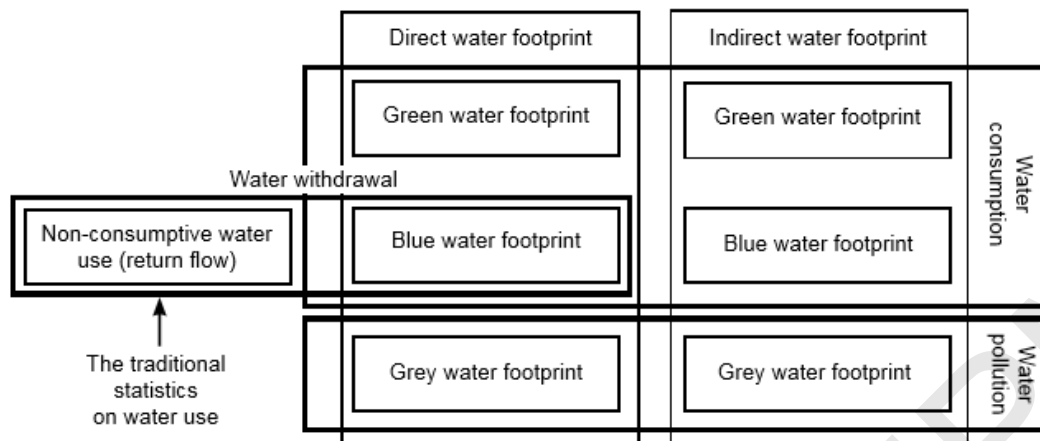 Direct water footprint
Indirect water footprint
Green water footprint
Green water footprint
Water
consumption
Water withdrawal
Non-consumptive water
use (return flow)
Blue water footprint
Blue water footprint
The traditional
statistics
on water use
Grey water footprint
Grey water footprint
Water
pollution